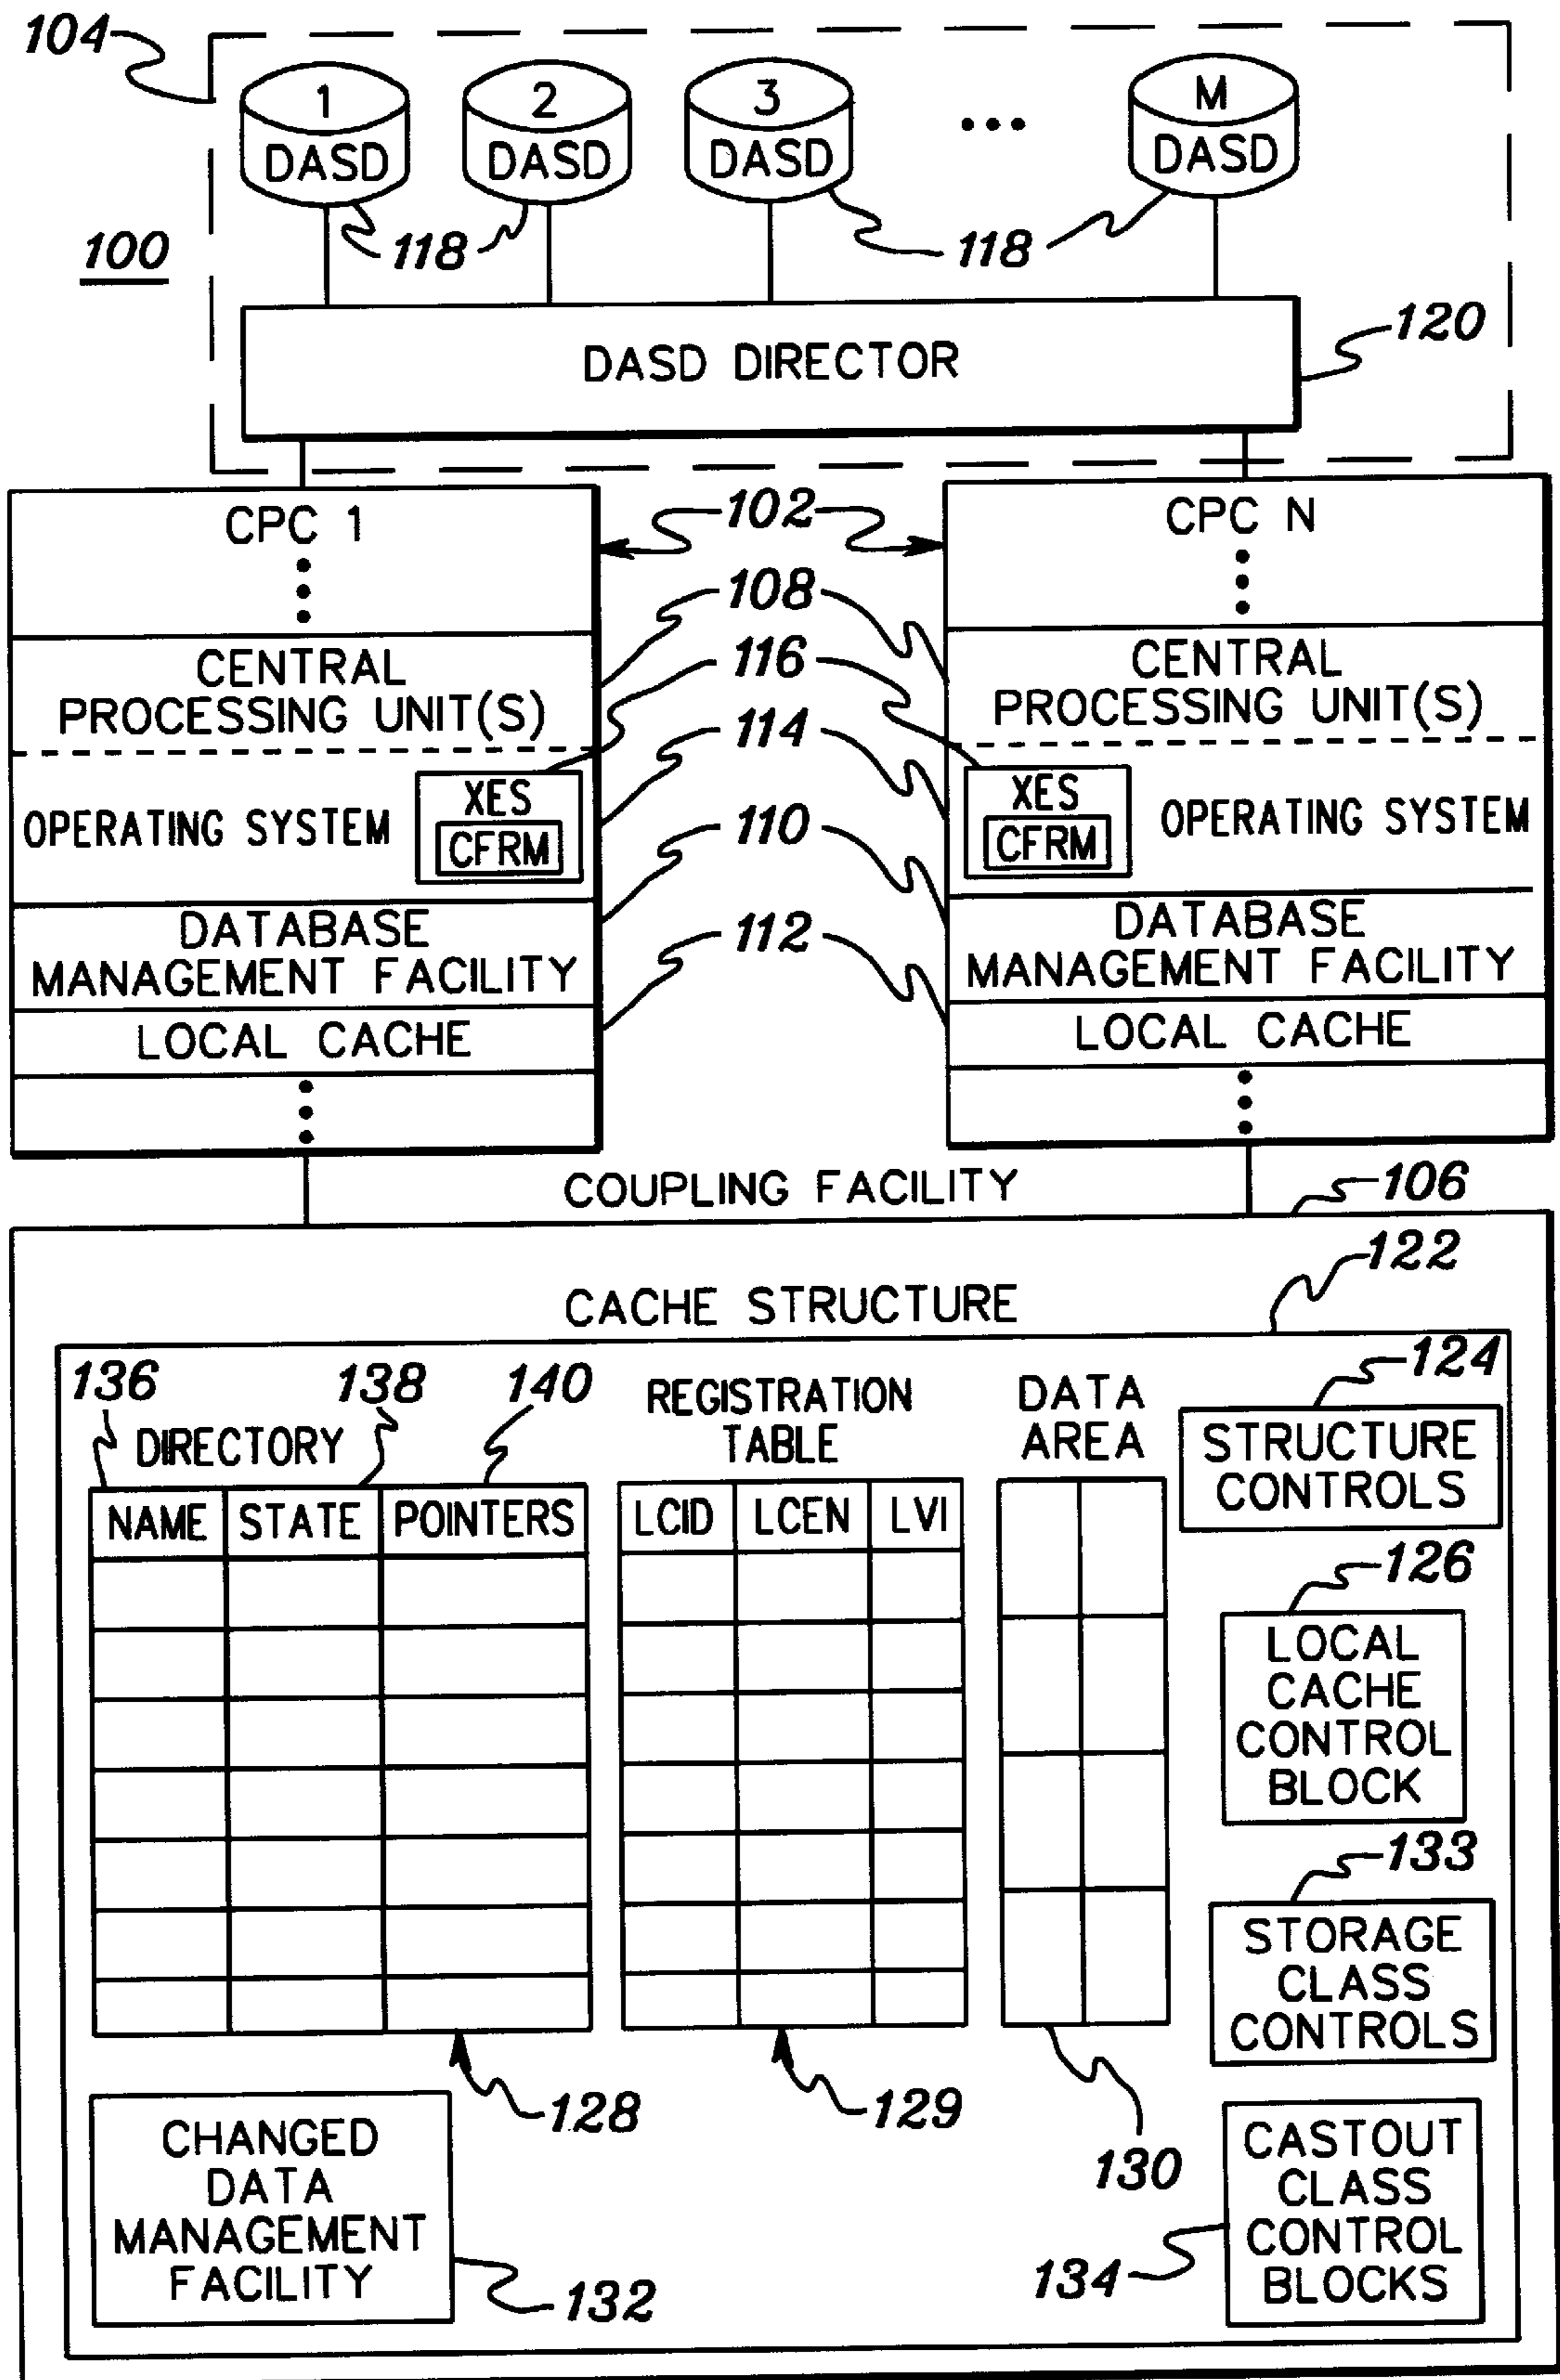 104
1 2 3 M
DASD DASD DASD ... DASD
100
118 118
120
DASD DIRECTOR
CPC 1
102
CPC N
108
116
114
110
112
CENTRAL
PROCESSING UNIT(S)
OPERATING SYSTEM
XES
CFRM
DATABASE
MANAGEMENT FACILITY
LOCAL CACHE
CENTRAL
PROCESSING UNIT(S)
XES
CFRM
OPERATING SYSTEM
DATABASE
MANAGEMENT FACILITY
LOCAL CACHE
COUPLING FACILITY
106
122
CACHE STRUCTURE
136
138
140
DIRECTORY
NAME STATE POINTERS
REGISTRATION
TABLE
LCID LCEN LVI
DATA
AREA
124
STRUCTURE
CONTROLS
126
LOCAL
CACHE
CONTROL
BLOCK
133
STORAGE
CLASS
CONTROLS
128
129
130
CHANGED
DATA
MANAGEMENT
FACILITY
132
134
CASTOUT
CLASS
CONTROL
BLOCKS